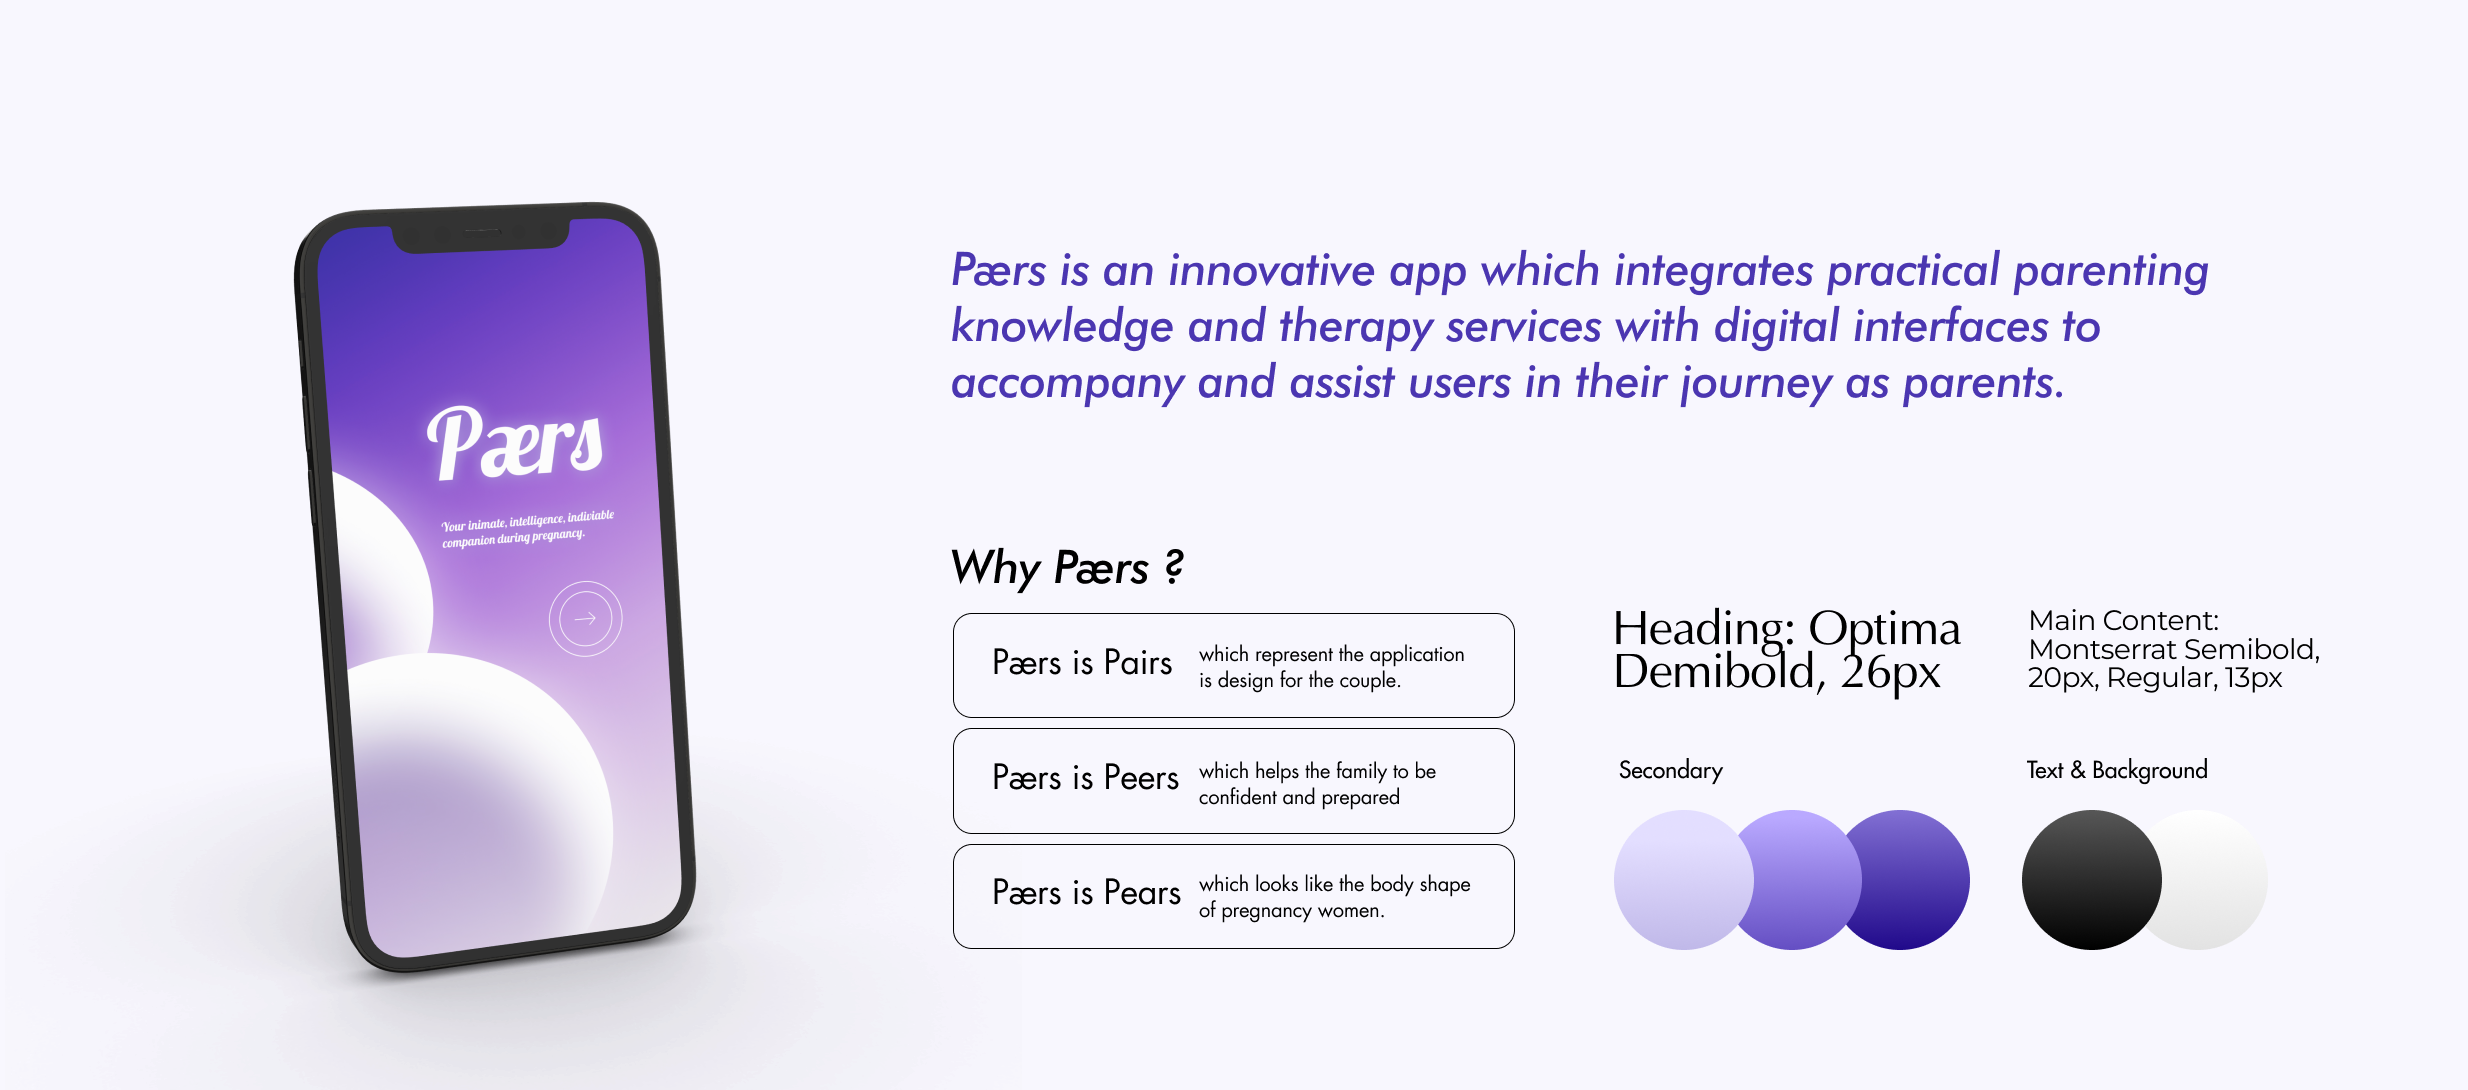 Pærs
Your inimate, intelligence, indiviable
companion during pregnancy.
Pærs is an innovative app which integrates practical parenting
knowledge and therapy services with digital interfaces to
accompany and assist users in their journey as parents.
Why Pærs ?
Pærs is Pairs
which represent the application
is design for the couple.
Pærs is Peers
which helps the family to be
confident and prepared
Pærs is Pears
which looks like the body shape
of pregnancy women.
Heading: Optima
Demibold, 26px
Main Content:
Montserrat Semibold,
20px, Regular, 13px
Secondary
Text & Background